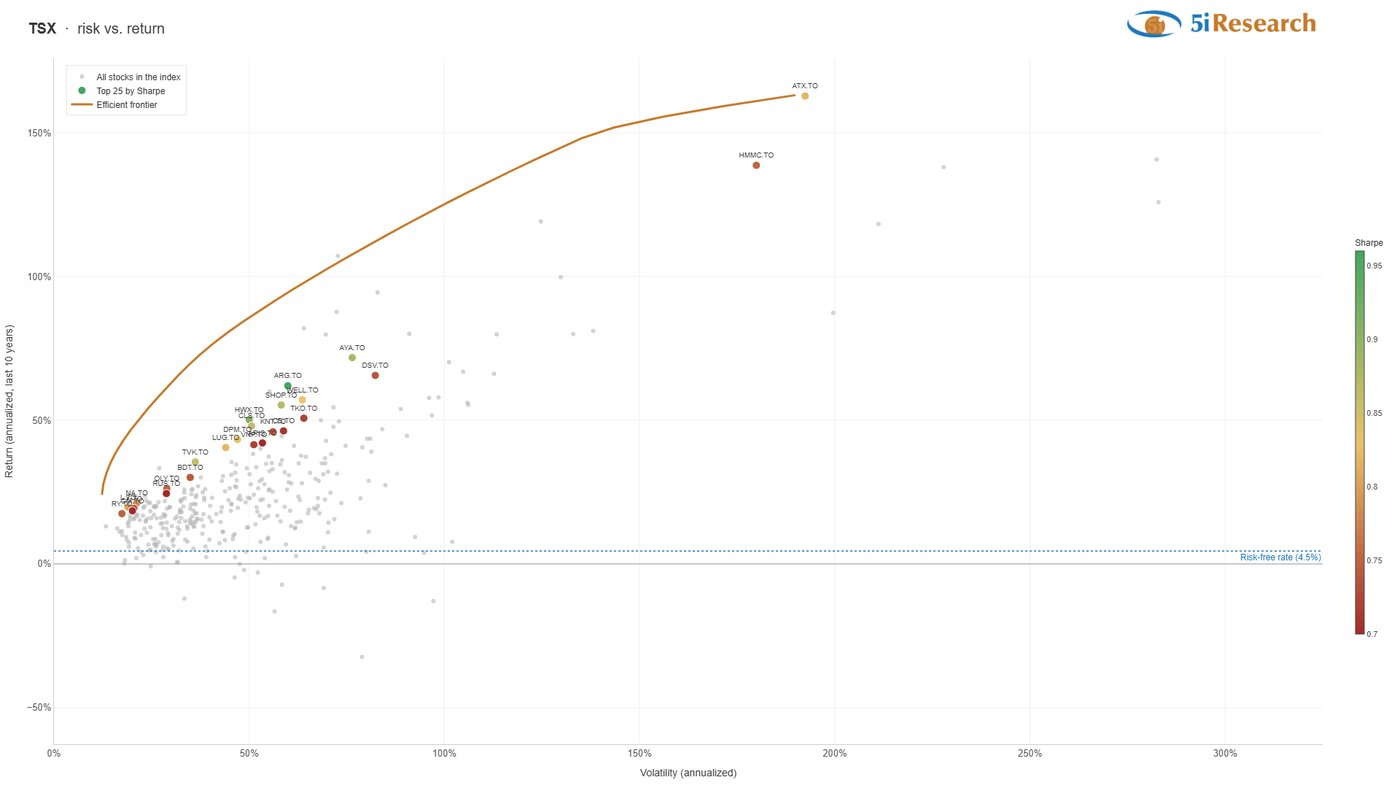 TSX · risk vs. return
5i
5iResearch
All stocks in the index
Top 25 by Sharpe
Efficient frontier
ATX.TO
HMMC.TO
AYA.TO
DSV.TO
ARG.TO
WELL.TO
SHOP.TO
TKO.TO
HWX.TO
CLS.TO
DPM.TO
LUG.TO
TVK.TO
BDT.TO
OLY.TO
RUS.TO
NA.TO
150%
100%
50%
0%
−50%
0%
50%
100%
150%
200%
250%
300%
Return (annualized, last 10 years)
Volatility (annualized)
Risk-free rate (4.5%)
Sharpe
0.95
0.9
0.85
0.8
0.75
0.7